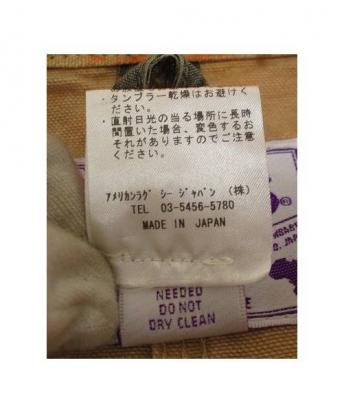 ・タンブラー乾燥はお避けく
ださい。
・直射日光の当る場所に長時
間置いた場合、変色するお
それがありますのでご注意
ください。
アメリカンラグ シー ジャパン (株)
TEL 03-5456-5780
MADE IN JAPAN
NEEDED
DO NOT
DRY CLEAN